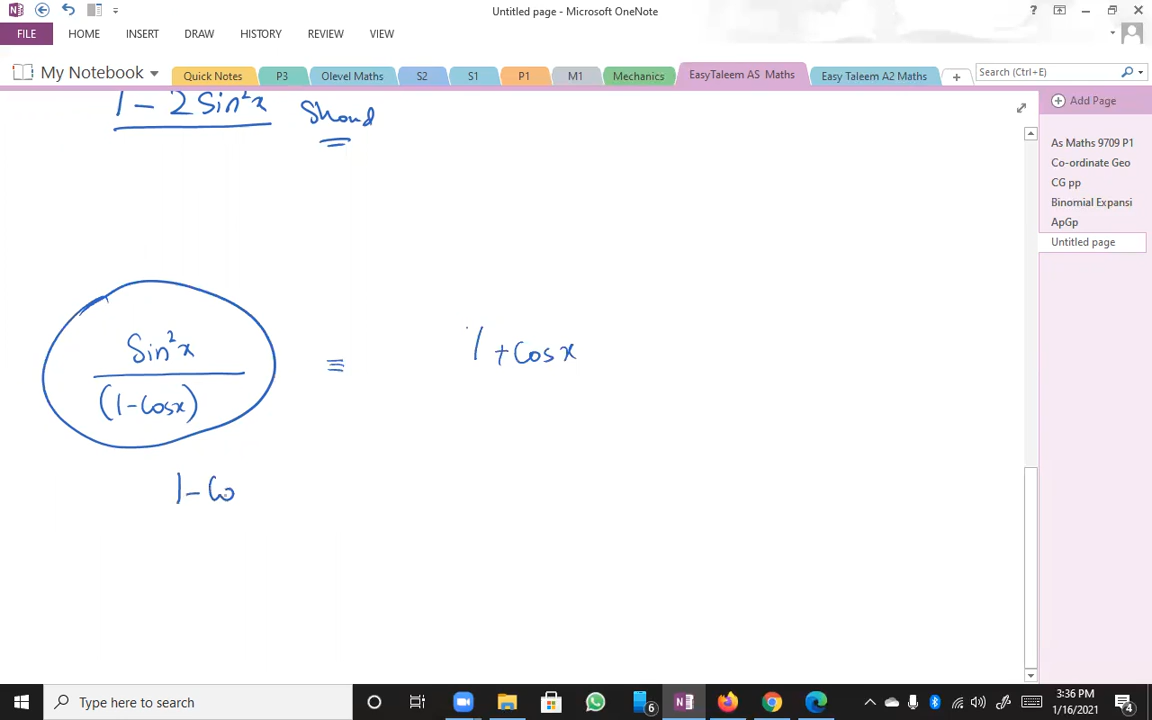 Untitled page - Microsoft OneNote
FILE HOME INSERT DRAW HISTORY REVIEW VIEW
My Notebook Quick Notes P3 Olevel Maths S2 S1 P1 M1 Mechanics EasyTaleem AS Maths Easy Taleem A2 Maths Search (Ctrl+E)
Add Page
As Maths 9709 P1
Co-ordinate Geo
CG pp
Binomial Expansi
ApGp
Untitled page
1 - 2 Sin²x
Sin²x
(1-Cosx)
≡
1 + Cosx
1 - Co
Type here to search
6
3:36 PM
1/16/2021
4